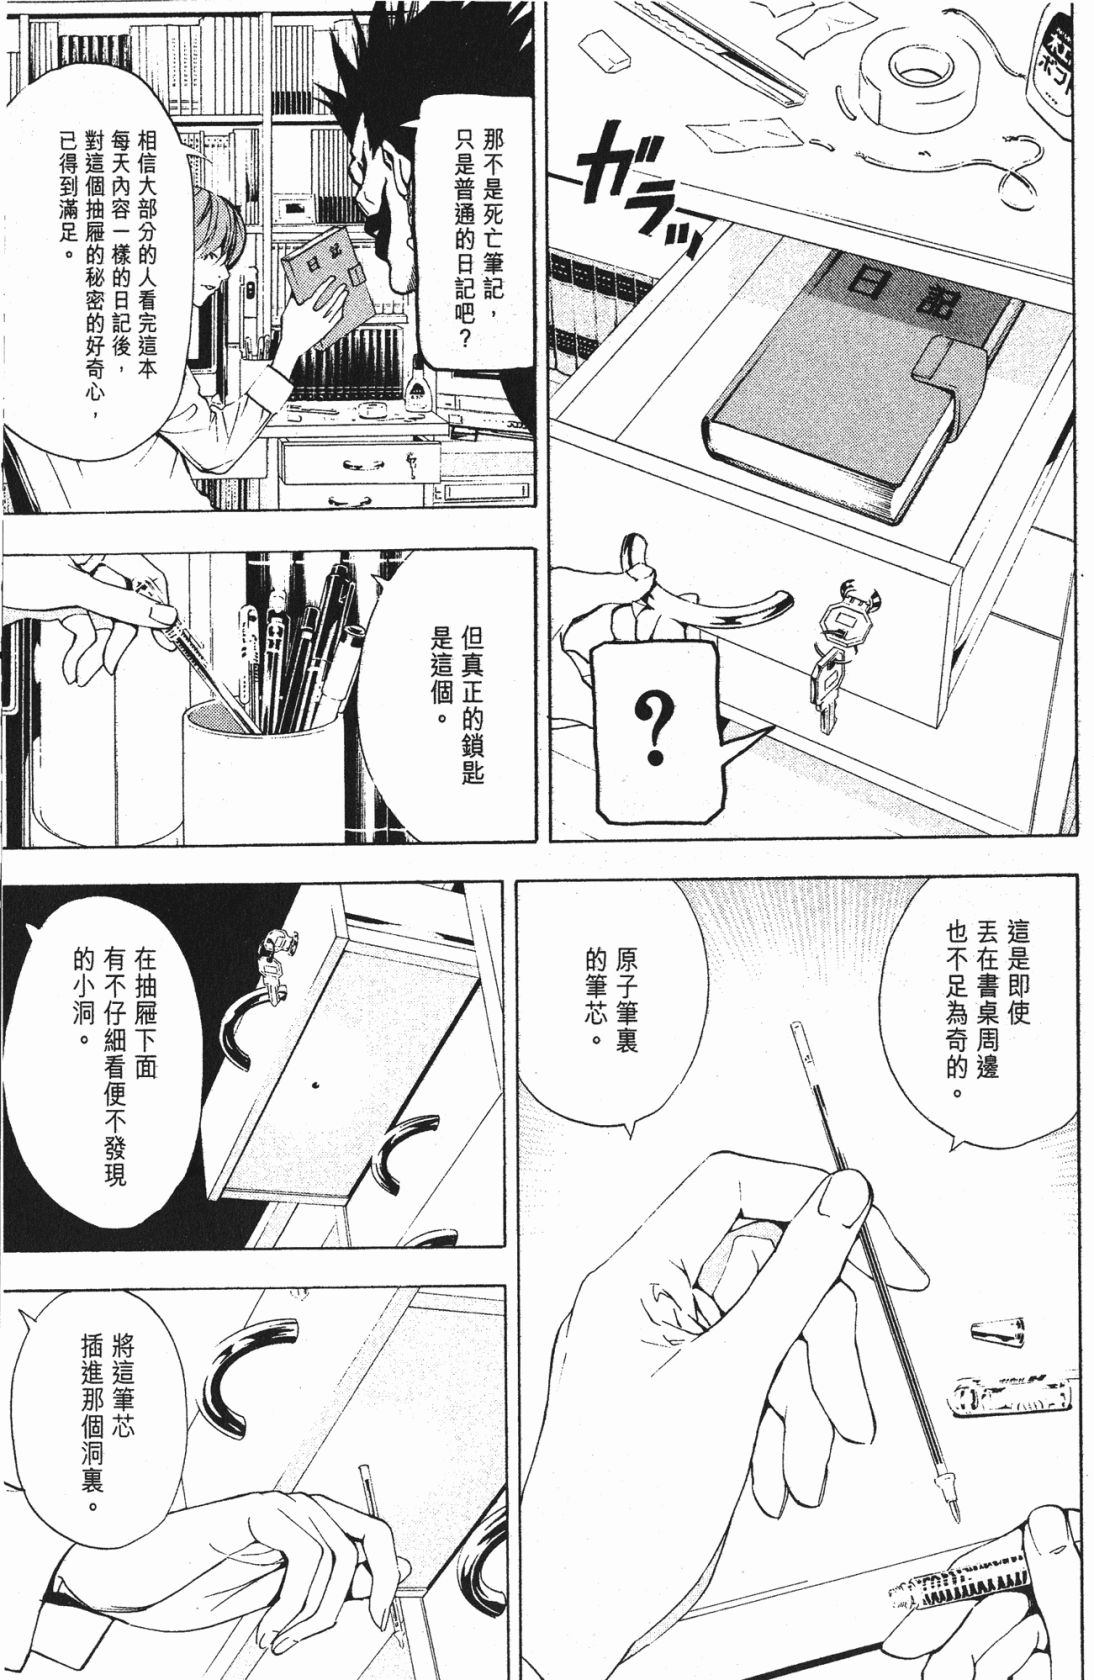 ガラッ
日記
?
那不是死亡筆記，
只是普通的日記吧？
日記
相信大部分的人看完這本
每天內容一樣的日記後，
對這個抽屜的秘密的好奇心，
已得到滿足。
但真正的鎖匙
是這個。
這是即使
丟在書桌周邊
也不足為奇的。
原子筆裏
的筆芯。
在抽屜下面
有不仔細看便不發現
的小洞。
將這筆芯
插進那個洞裏。